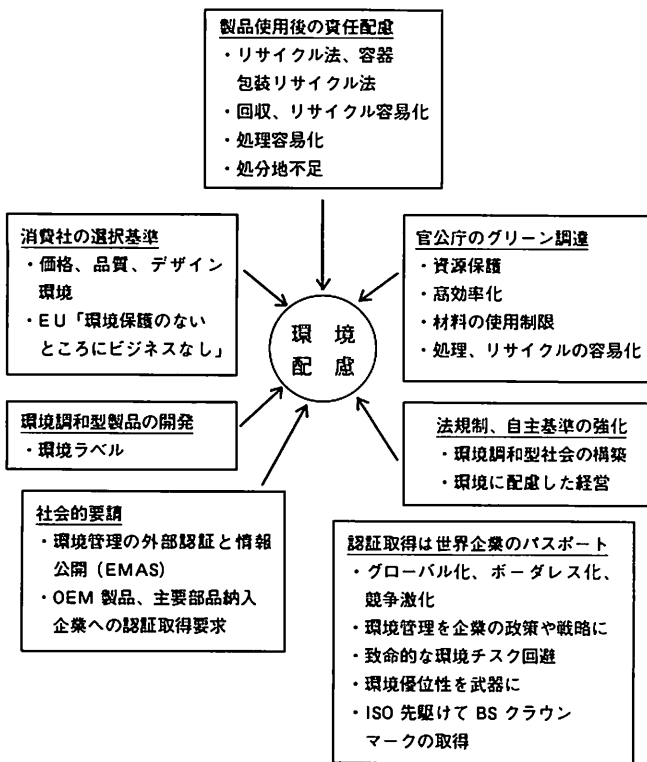 製品使用後の責任配慮
・リサイクル法、容器
包装リサイクル法
・回収、リサイクル容易化
・処理容易化
・処分地不足
消費社の選択基準
・価格、品質、デザイン
環境
・EU「環境保護のない
ところにビジネスなし」
官公庁のグリーン調達
・資源保護
・高効率化
・材料の使用制限
・処理、リサイクルの容易化
環 境
配 慮
環境調和型製品の開発
・環境ラベル
法規制、自主基準の強化
・環境調和型社会の構築
・環境に配慮した経営
社会的要請
・環境管理の外部認証と情報
公開(EMAS)
・OEM 製品、主要部品納入
企業への認証取得要求
認証取得は世界企業のパスポート
・グローバル化、ボーダレス化、
競争激化
・環境管理を企業の政策や戦略に
・致命的な環境チスク回避
・環境優位性を武器に
・ISO 先駆けて BS クラウン
マークの取得